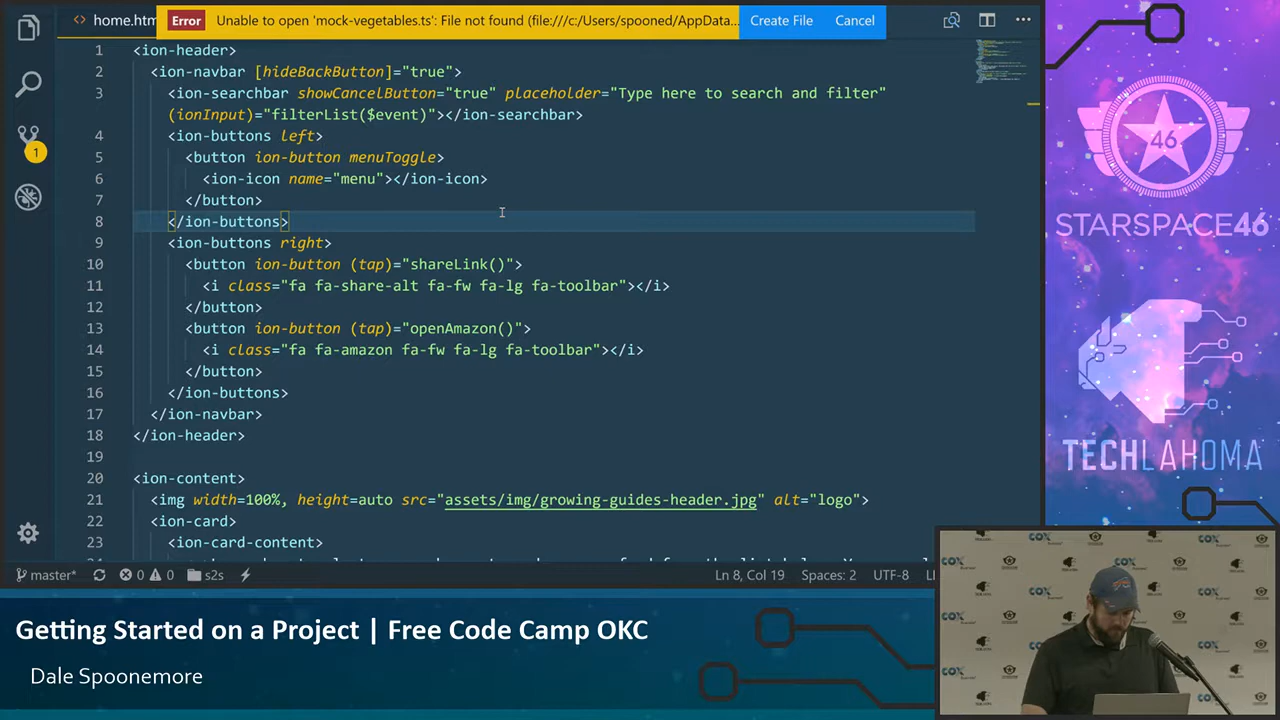 home.htm
Error Unable to open 'mock-vegetables.ts': File not found (file:///c:/Users/spooned/AppData... Create File Cancel
1 <ion-header>
2 <ion-navbar [hideBackButton]="true">
3 <ion-searchbar showCancelButton="true" placeholder="Type here to search and filter"
(ionInput)="filterList($event)"></ion-searchbar>
4 <ion-buttons left>
5 <button ion-button menuToggle>
6 <ion-icon name="menu"></ion-icon>
7 </button>
8 </ion-buttons>
9 <ion-buttons right>
10 <button ion-button (tap)="shareLink()">
11 <i class="fa fa-share-alt fa-fw fa-lg fa-toolbar"></i>
12 </button>
13 <button ion-button (tap)="openAmazon()">
14 <i class="fa fa-amazon fa-fw fa-lg fa-toolbar"></i>
15 </button>
16 </ion-buttons>
17 </ion-navbar>
18 </ion-header>
19
20 <ion-content>
21 <img width=100%, height=auto src="assets/img/growing-guides-header.jpg" alt="logo">
22 <ion-card>
23 <ion-card-content>
1
master* 0 0 s2s Ln 8, Col 19 Spaces: 2 UTF-8
46
STARSPACE46
TECHLAHOMA
Getting Started on a Project | Free Code Camp OKC
Dale Spoonemore
COX
COX
COX
COX